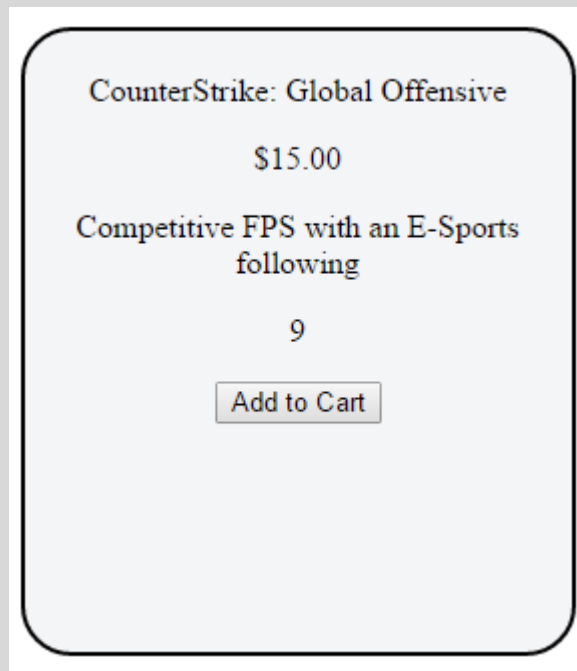 CounterStrike: Global Offensive
$15.00
Competitive FPS with an E-Sports
following
9
Add to Cart